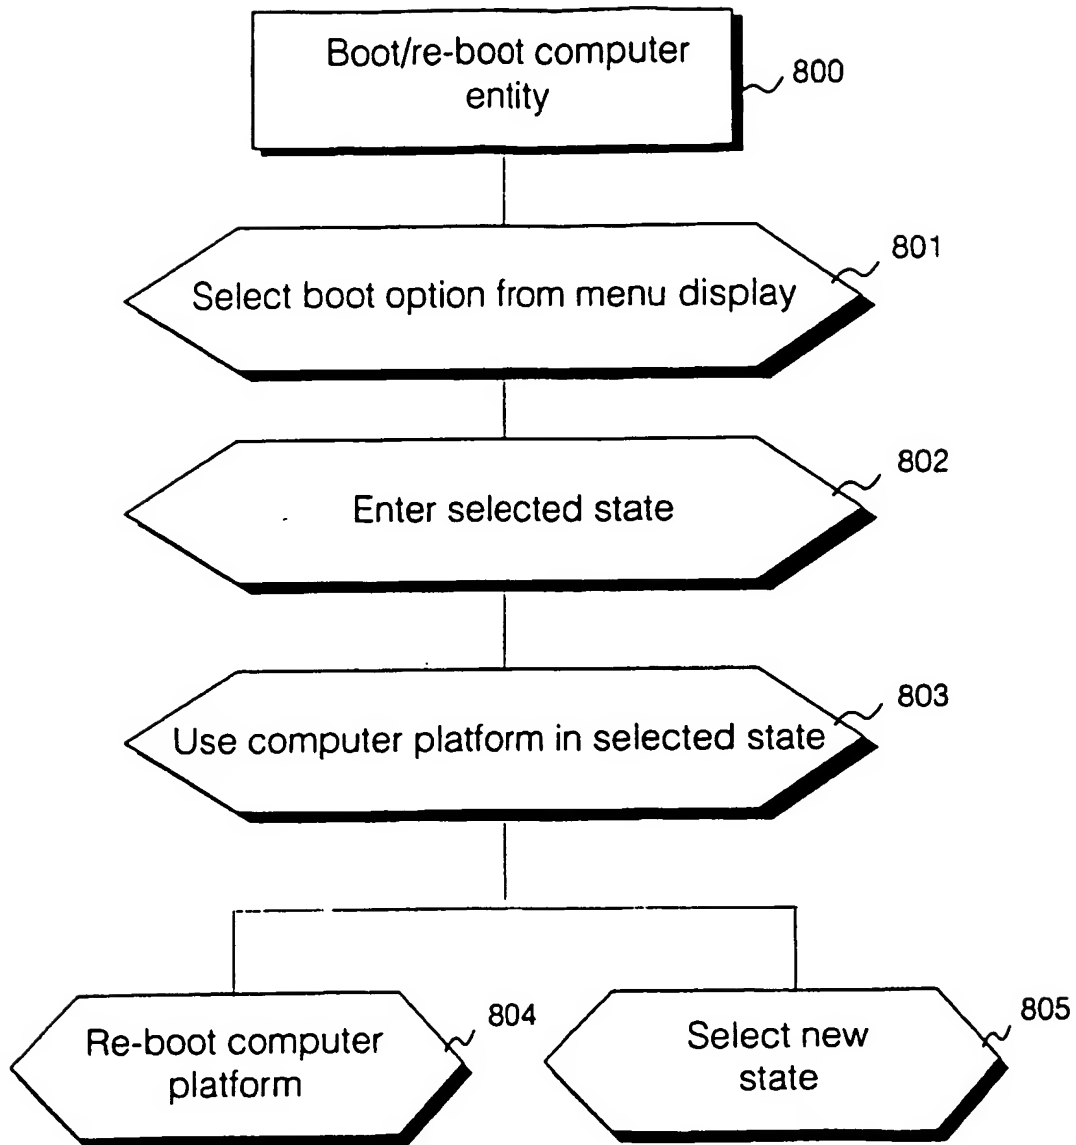 Boot/re-boot computer
entity
800
Select boot option from menu display
801
Enter selected state
802
Use computer platform in selected state
803
Re-boot computer
platform
804
Select new
state
805